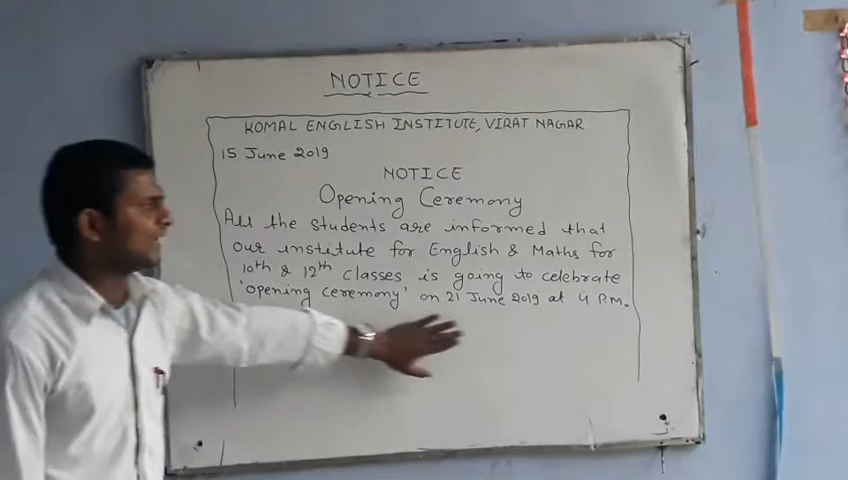 NOTICE
KOMAL ENGLISH INSTITUTE, VIRAT NAGAR
15 June 2019
NOTICE
Opening Ceremony
All the students are informed that
our institute for English & Maths for
10th & 12th classes is going to celebrate
'Opening ceremony' on 21 June 2019 at 4 P.M.